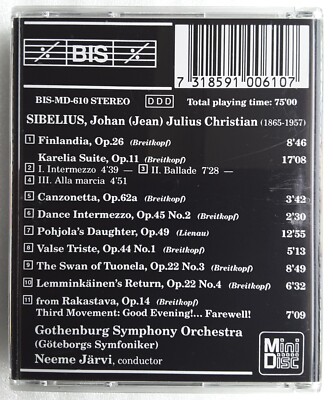 BIS
7 318591 006107
BIS-MD-610 STEREO DDD Total playing time: 75'00
SIBELIUS, Johan (Jean) Julius Christian (1865-1957)
1 Finlandia, Op.26 (Breitkopf) 8'46
Karelia Suite, Op.11 (Breitkopf) 17'08
2 I. Intermezzo 4'39 — 3 II. Ballade 7'28 —
4 III. Alla marcia 4'51
5 Canzonetta, Op.62a (Breitkopf) 3'42
6 Dance Intermezzo, Op.45 No.2 (Breitkopf) 2'30
7 Pohjola's Daughter, Op.49 (Lienau) 12'55
8 Valse Triste, Op.44 No.1 (Breitkopf) 5'13
9 The Swan of Tuonela, Op.22 No.3 (Breitkopf) 8'49
10 Lemminkäinen's Return, Op.22 No.4 (Breitkopf) 6'32
11 from Rakastava, Op.14 (Breitkopf)
Third Movement: Good Evening!... Farewell! 7'09
Gothenburg Symphony Orchestra
(Göteborgs Symfoniker)
Neeme Järvi, conductor
Mini
Disc